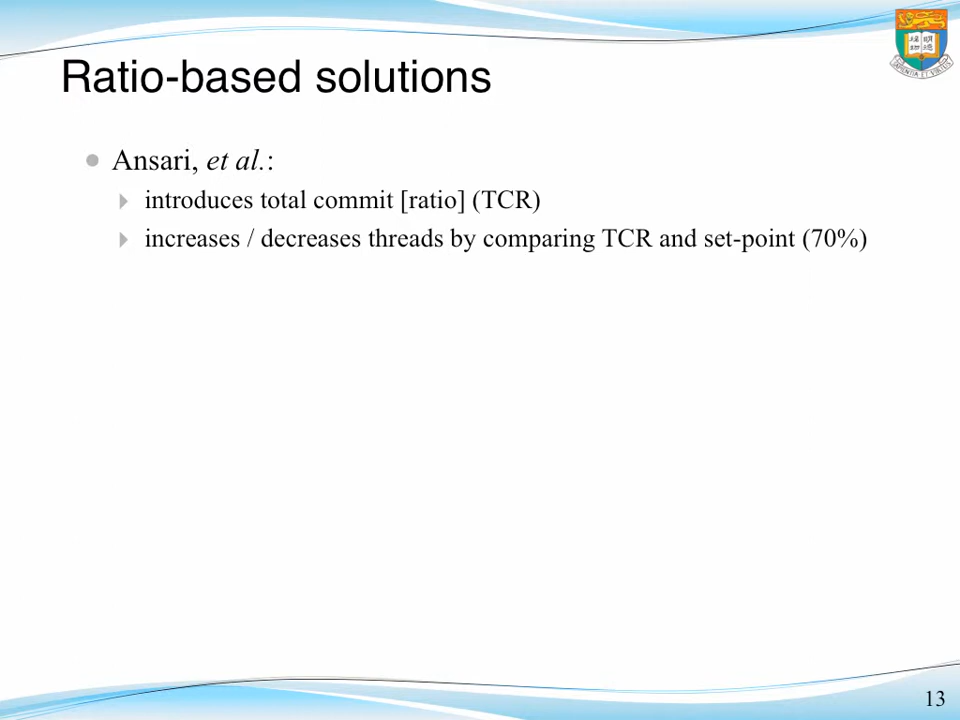 Ratio-based solutions
Ansari, et al.:
introduces total commit [ratio] (TCR)
increases / decreases threads by comparing TCR and set-point (70%)
13